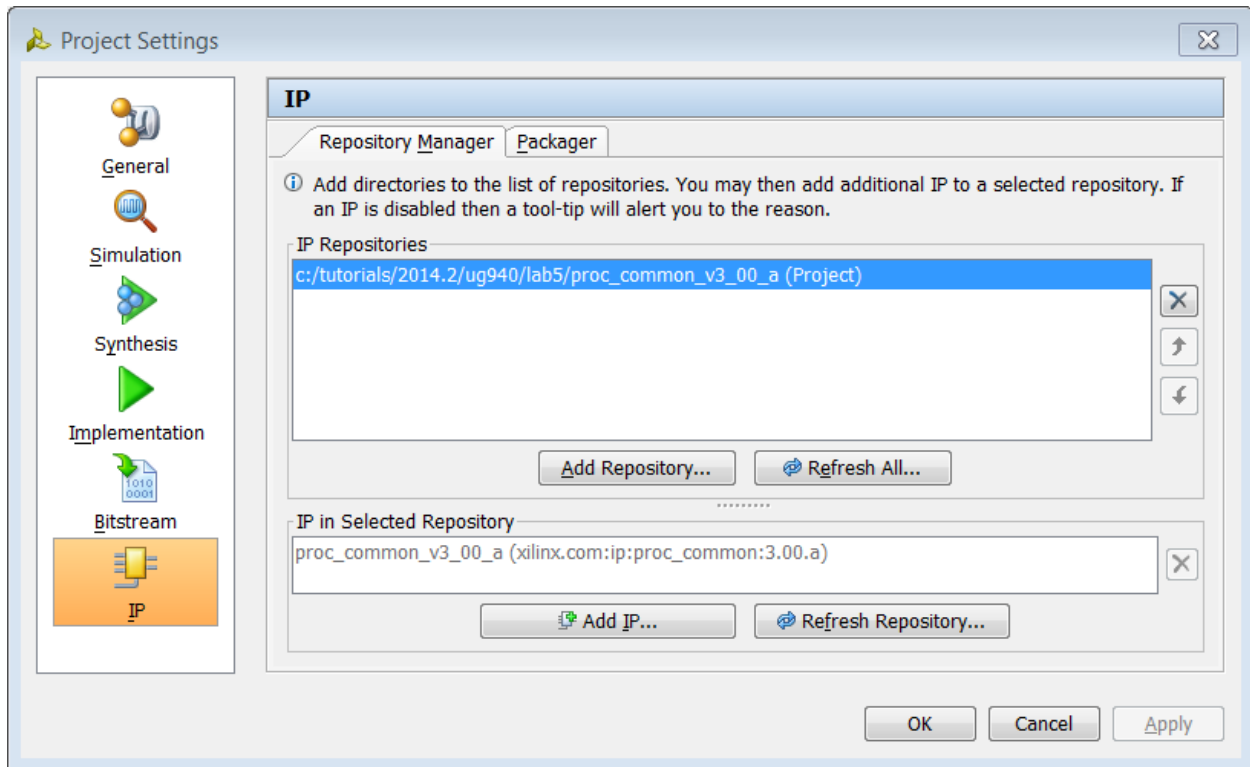 Project Settings
General
Simulation
Synthesis
Implementation
1010
0001
Bitstream
IP
IP
Repository Manager
Packager
Add directories to the list of repositories. You may then add additional IP to a selected repository. If
an IP is disabled then a tool-tip will alert you to the reason.
IP Repositories
c:/tutorials/2014.2/ug940/lab5/proc_common_v3_00_a (Project)
Add Repository...
Refresh All...
IP in Selected Repository
proc_common_v3_00_a (xilinx.com:ip:proc_common:3.00.a)
Add IP...
Refresh Repository...
OK
Cancel
Apply